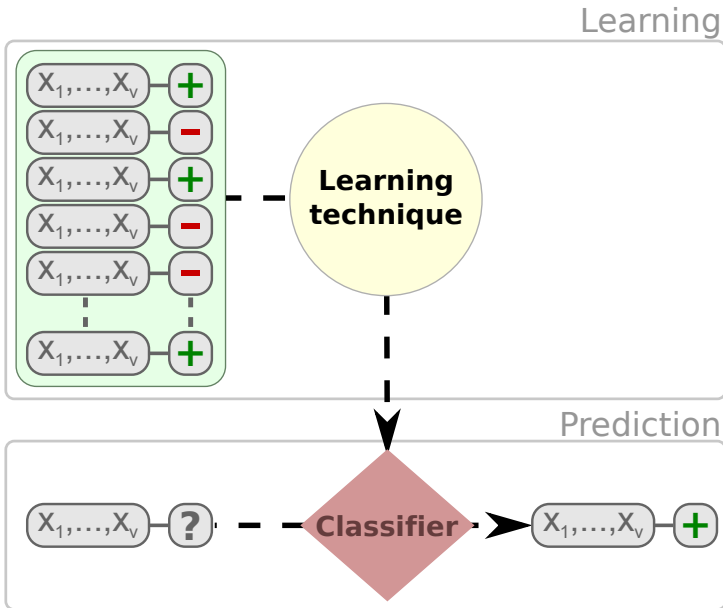 Learning
X₁,...,Xᵥ +
X₁,...,Xᵥ -
X₁,...,Xᵥ +
X₁,...,Xᵥ -
X₁,...,Xᵥ -
X₁,...,Xᵥ +
Learning
technique
Prediction
X₁,...,Xᵥ ?
Classifier
X₁,...,Xᵥ +